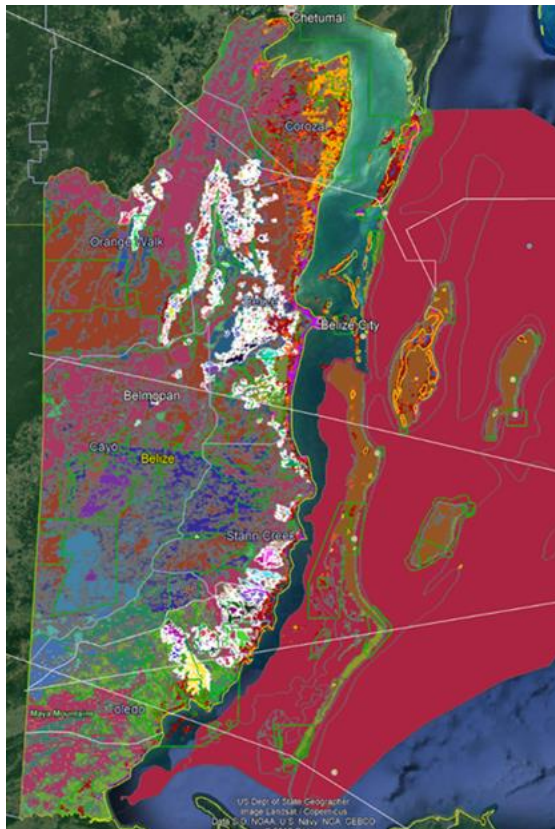 Chetumal
Corozal
Orange Walk
Belize
Belize City
Belmopan
Cayo
Belize
Stann Creek
Maya Mountains
Toledo
US Dept of State Geographer
Image Landsat / Copernicus
Data SIO, NOAA, U.S. Navy, NGA, GEBCO